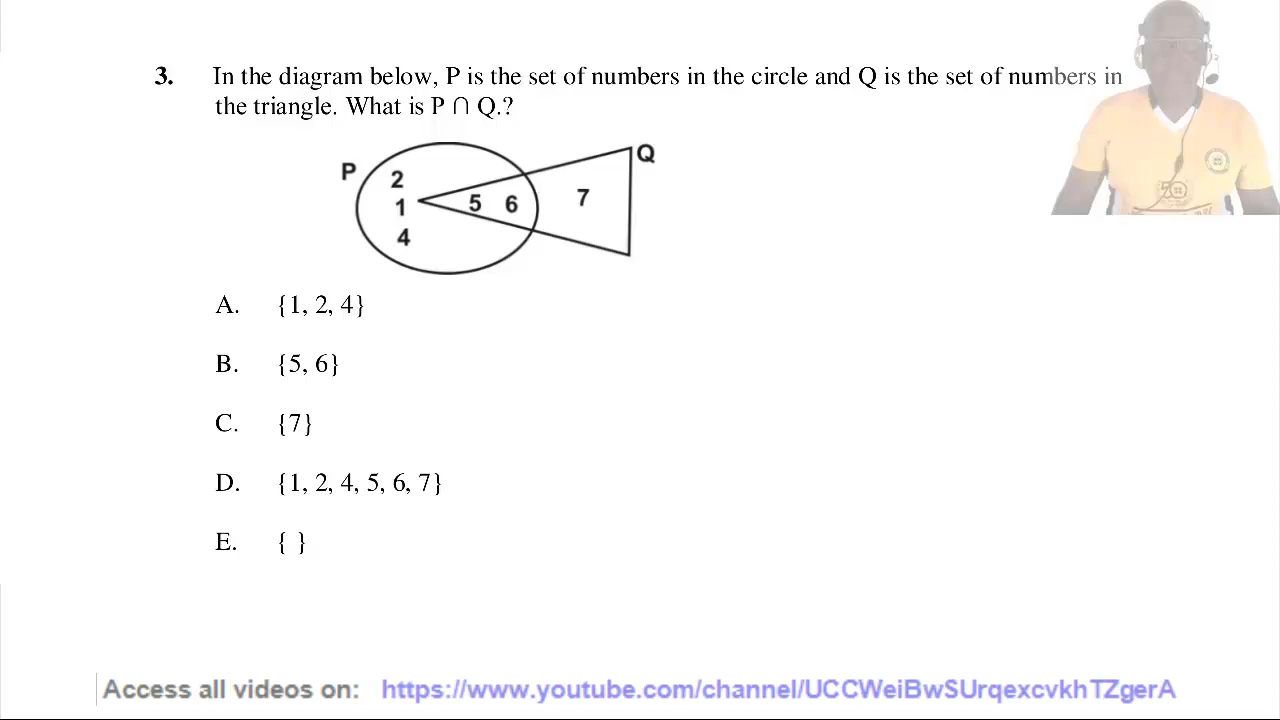 3. In the diagram below, P is the set of numbers in the circle and Q is the set of numbers in
the triangle. What is P ∩ Q.?
P
Q
2
1
4
5 6
7
A. {1, 2, 4}
B. {5, 6}
C. {7}
D. {1, 2, 4, 5, 6, 7}
E. { }
Access all videos on: https://www.youtube.com/channel/UCCWeiBwSUrqexcvkhTZgerA